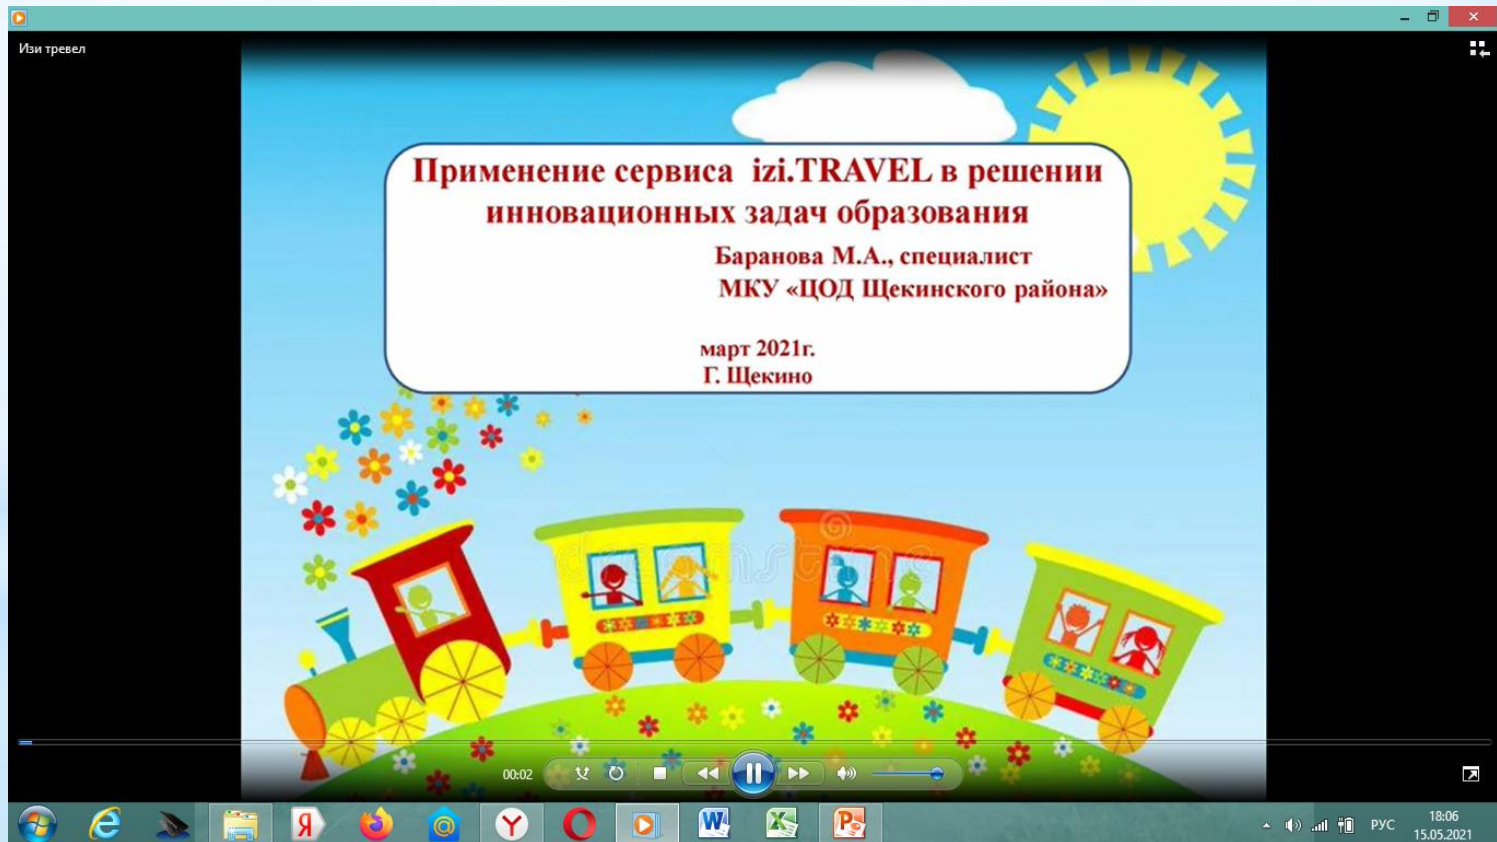 Изи тревел
Применение сервиса izi.TRAVEL в решении
инновационных задач образования
Баранова М.А., специалист
МКУ «ЦОД Щекинского района»
март 2021г.
Г. Щекино
dreamstime
00:02
РУС
18:06
15.05.2021